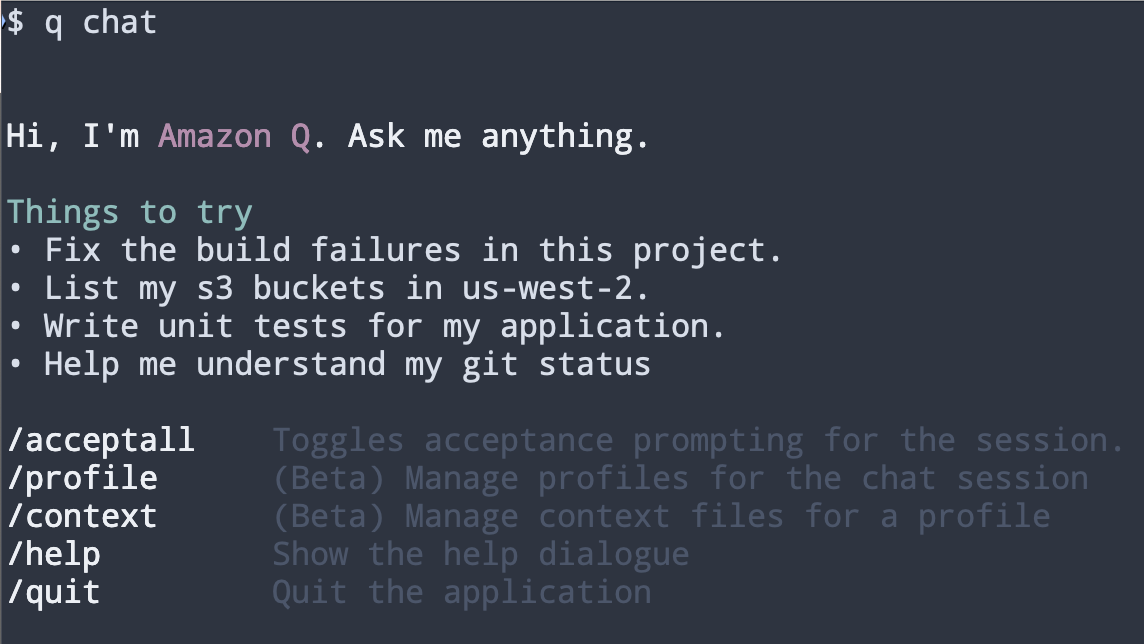 $ q chat
Hi, I'm Amazon Q. Ask me anything.
Things to try
• Fix the build failures in this project.
• List my s3 buckets in us-west-2.
• Write unit tests for my application.
• Help me understand my git status
/acceptall    Toggles acceptance prompting for the session.
/profile      (Beta) Manage profiles for the chat session
/context      (Beta) Manage context files for a profile
/help         Show the help dialogue
/quit         Quit the application